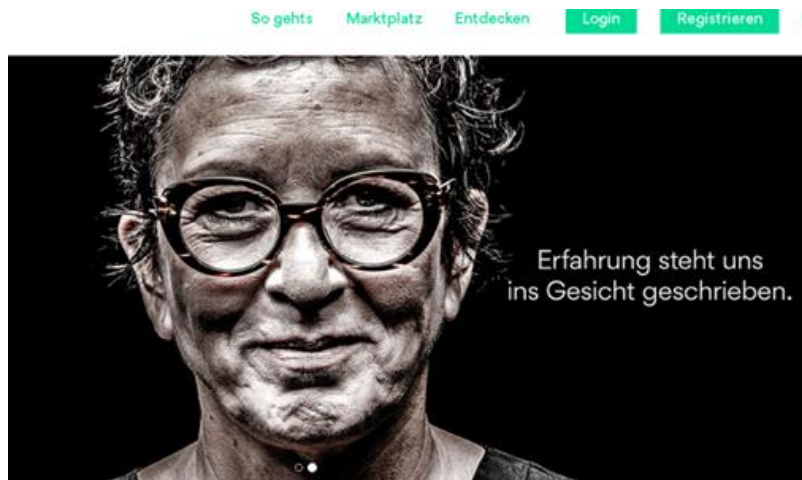 So gehts Marktplatz Entdecken Login Registrieren
Erfahrung steht uns
ins Gesicht geschrieben.